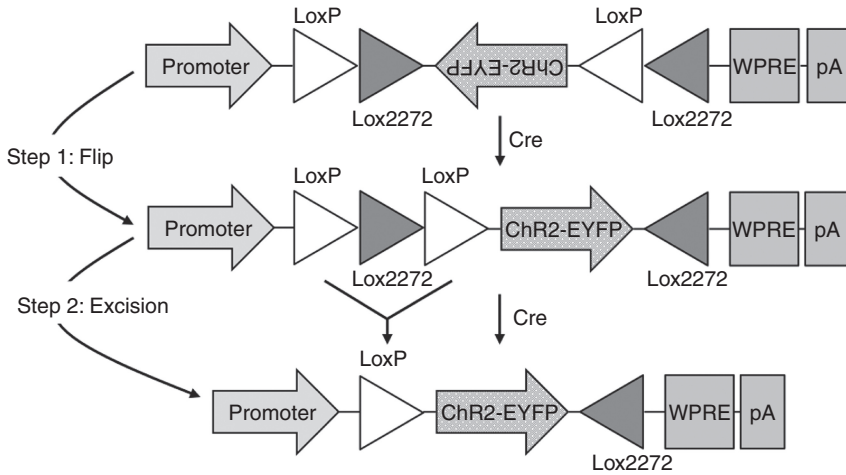 LoxP LoxP
Promoter ChR2-EYFP WPRE pA
Lox2272 Lox2272
Cre
Step 1: Flip
LoxP LoxP
Promoter ChR2-EYFP WPRE pA
Lox2272 Lox2272
Step 2: Excision
Cre
LoxP
Promoter ChR2-EYFP WPRE pA
Lox2272